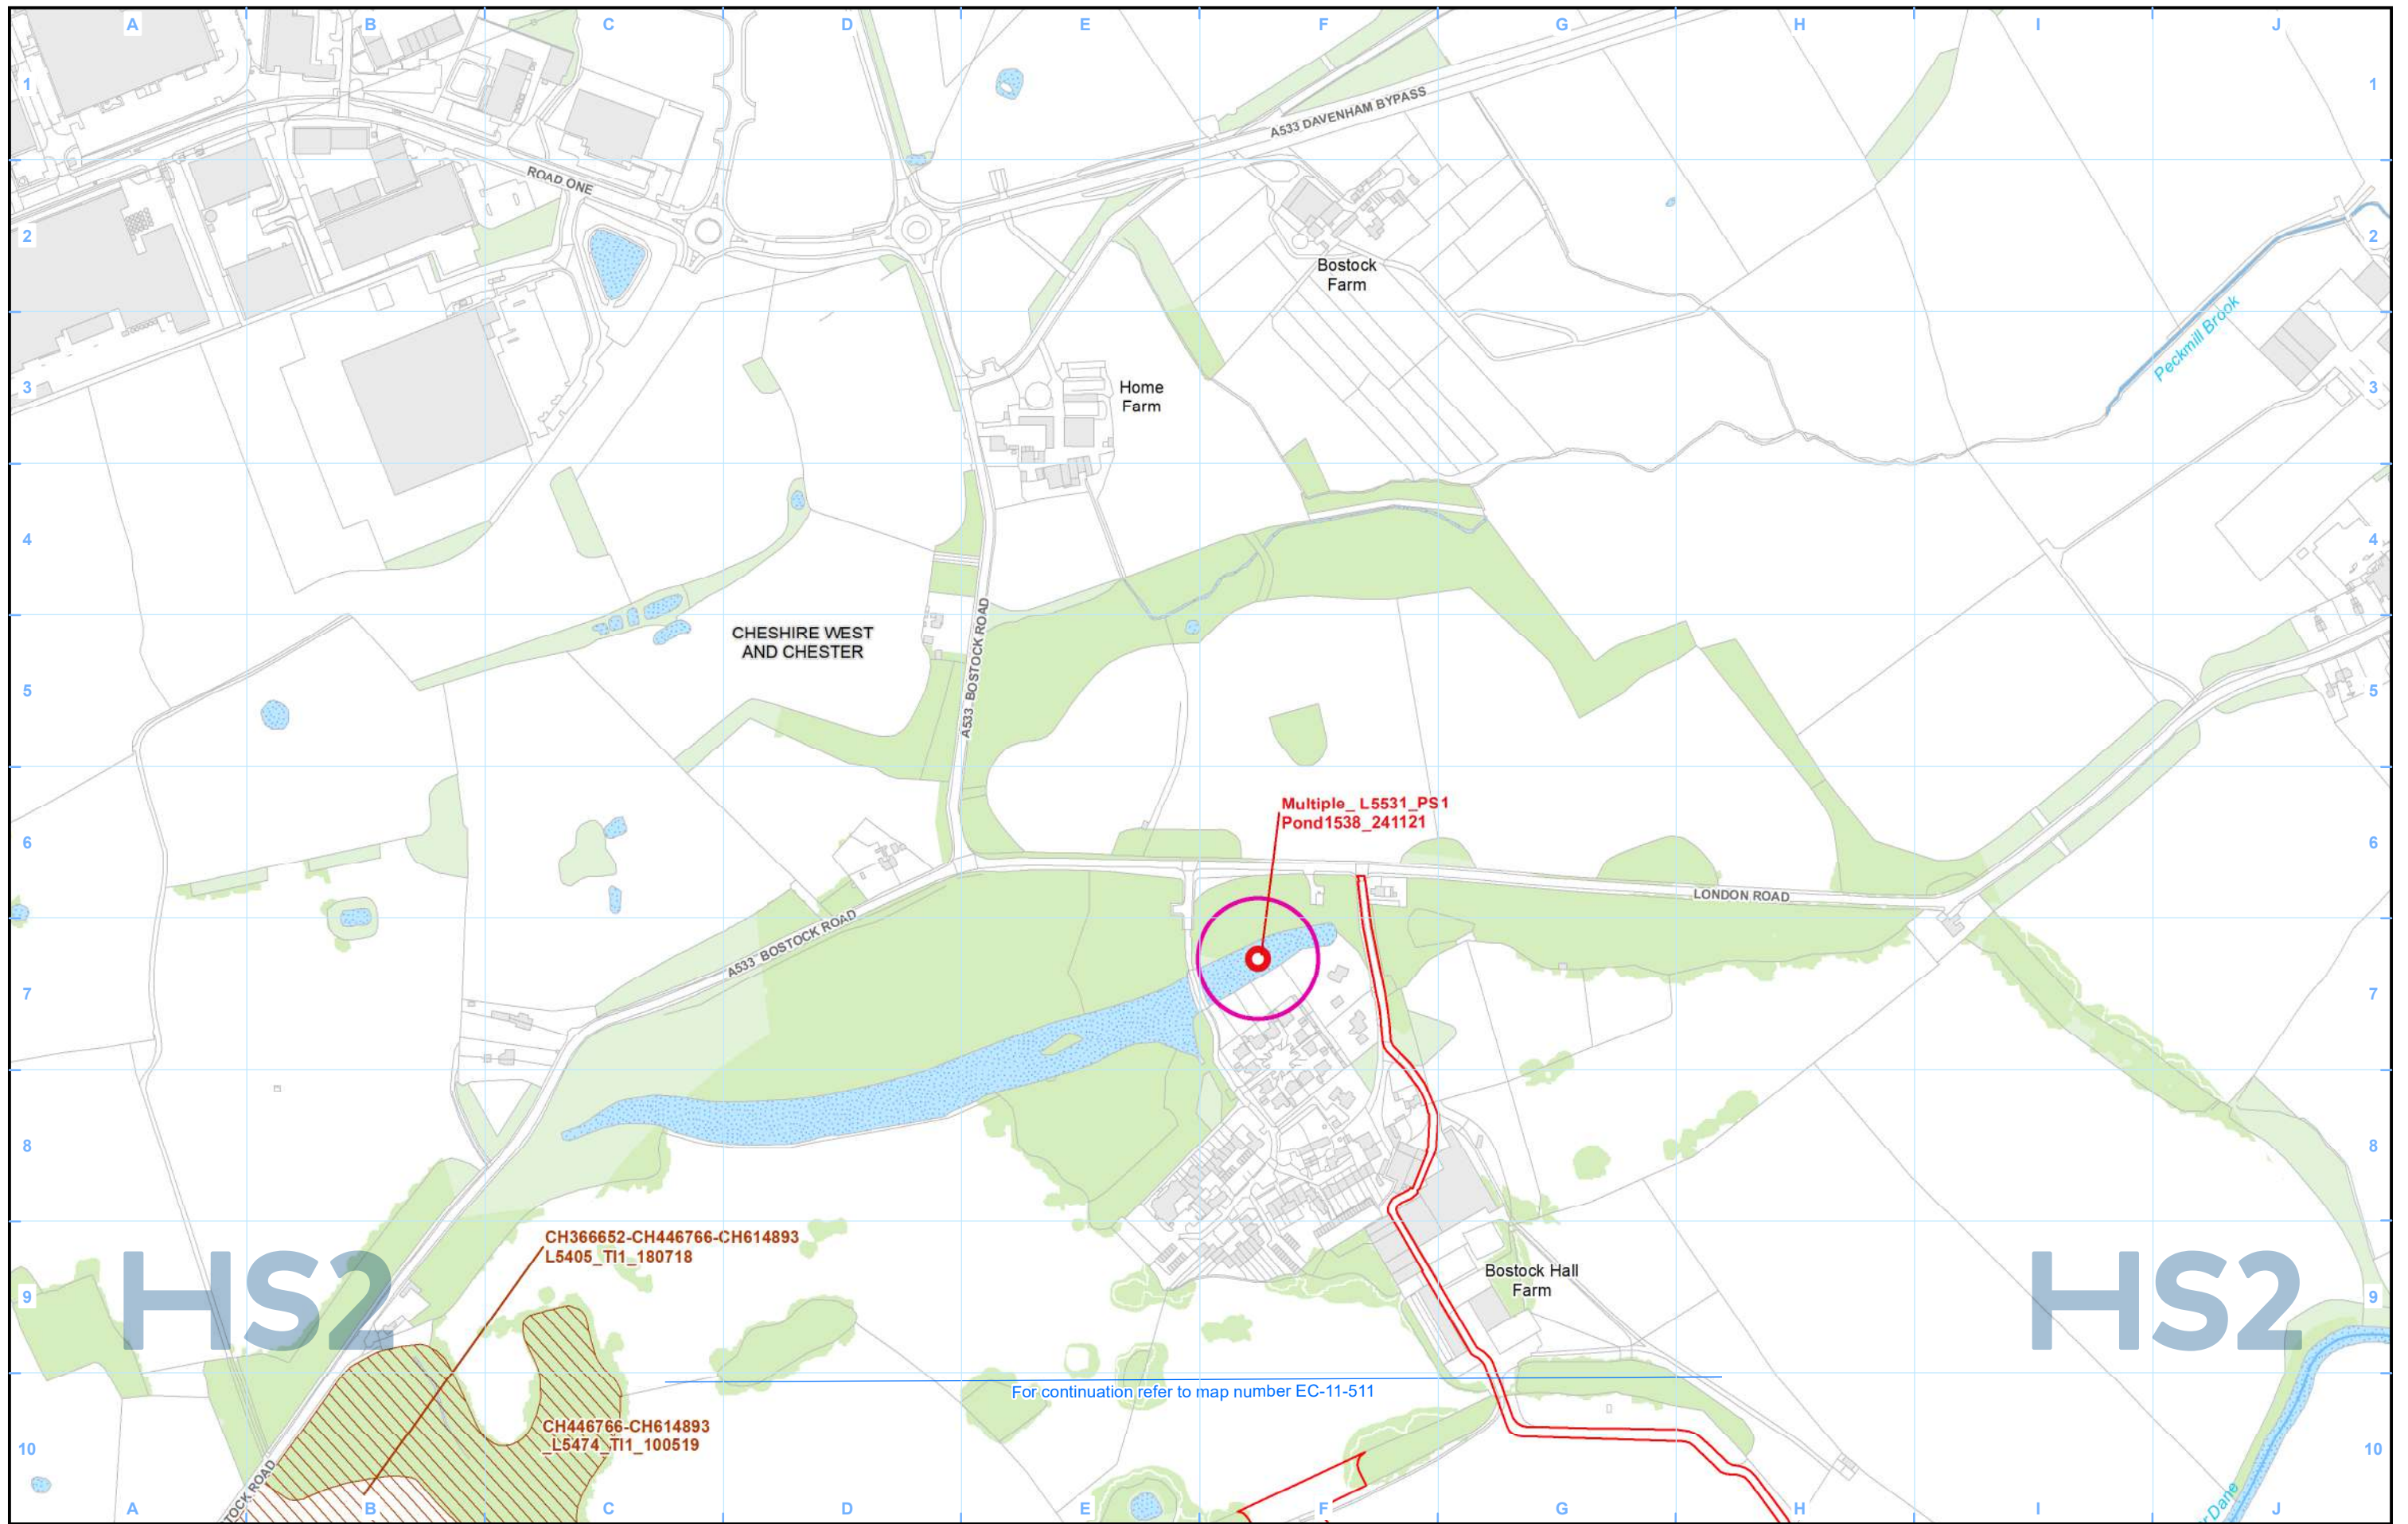 A B C D E F G H I J
1 1
A533 DAVENHAM BYPASS
ROAD ONE
2 2
Bostock
Farm
Peckmill Brook
3 3
Home
Farm
4 4
CHESHIRE WEST
AND CHESTER
A533 BOSTOCK ROAD
5 5
Multiple_ L5531_PS1
Pond1538_241121
6 6
LONDON ROAD
A533 BOSTOCK ROAD
7 7
8 8
CH366652-CH446766-CH614893
L5405_TI1_180718
Bostock Hall
Farm
HS2 HS2
9 9
For continuation refer to map number EC-11-511
CH446766-CH614893
_L5474_TI1_100519
10 10
TOCK ROAD
r Dane
A B C D E F G H I J